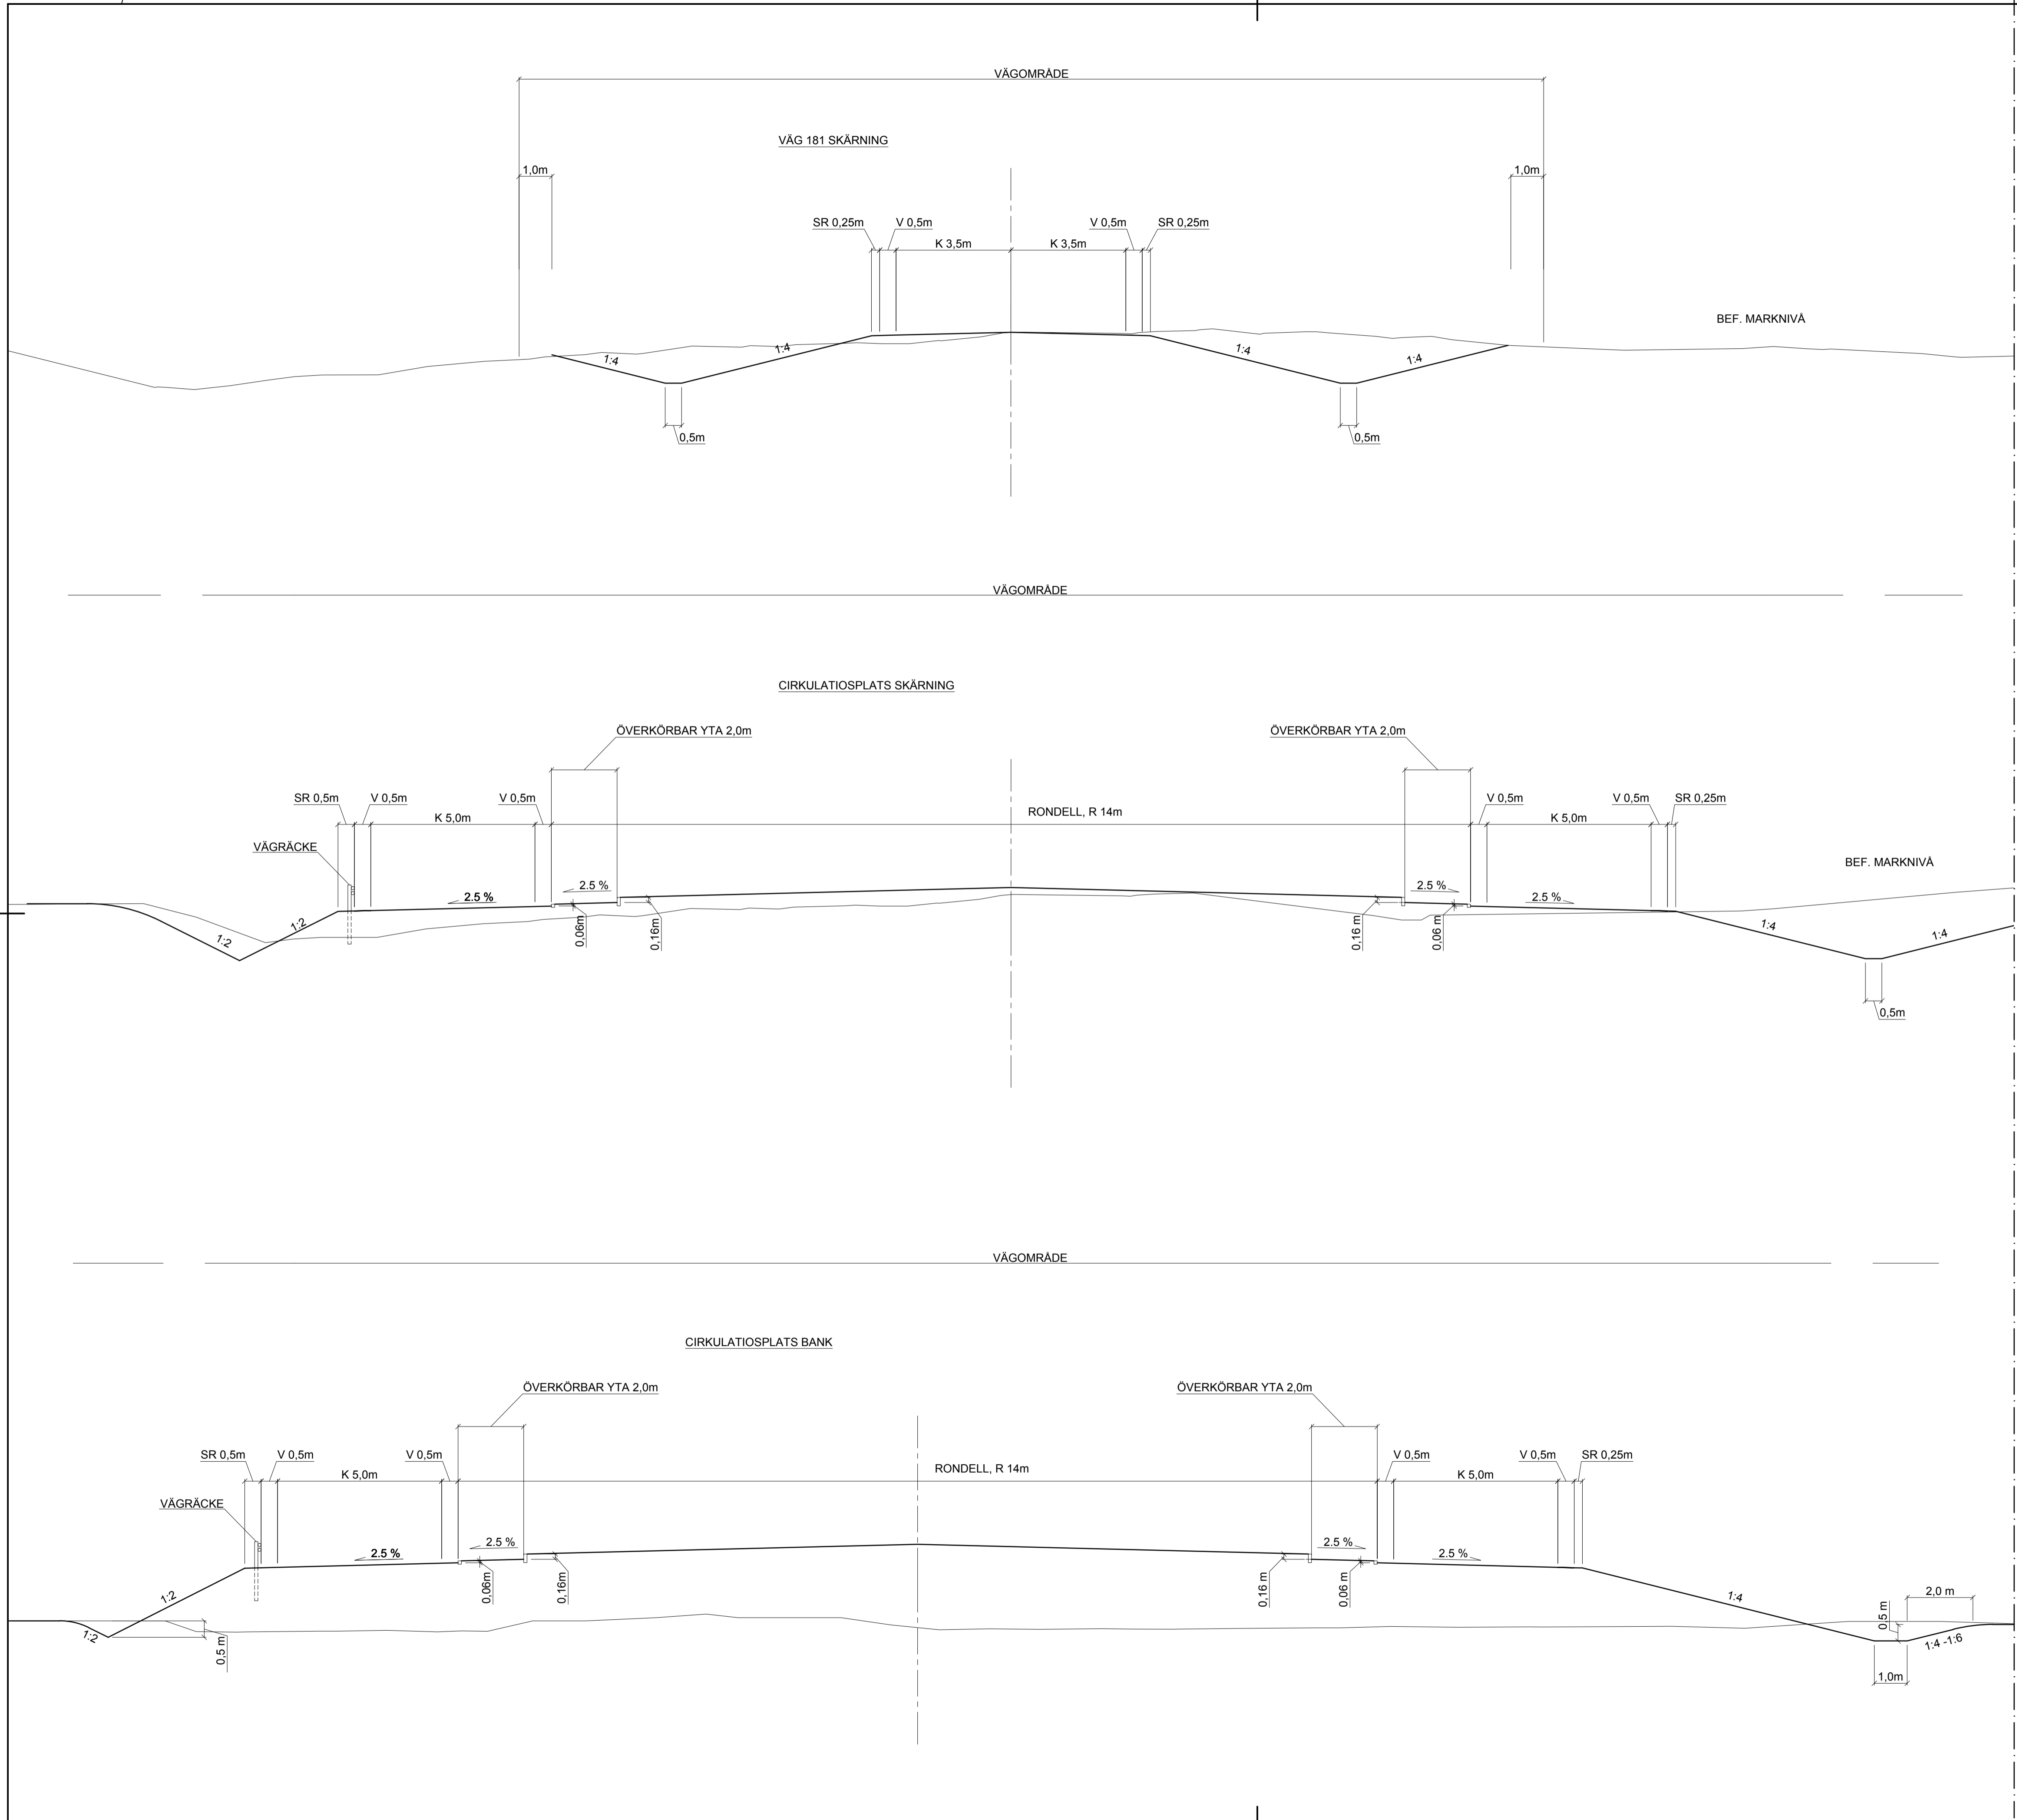 VÄGOMRÅDE
VÄG 181 SKÄRNING
1,0m
1,0m
SR 0,25m
V 0,5m
V 0,5m
SR 0,25m
K 3,5m
K 3,5m
BEF. MARKNIVÅ
1:4
1:4
1:4
1:4
0,5m
0,5m
VÄGOMRÅDE
CIRKULATIOSPLATS SKÄRNING
ÖVERKÖRBAR YTA 2,0m
ÖVERKÖRBAR YTA 2,0m
SR 0,5m
V 0,5m
V 0,5m
V 0,5m
V 0,5m
SR 0,25m
K 5,0m
RONDELL, R 14m
K 5,0m
VÄGRÄCKE
BEF. MARKNIVÅ
2.5 %
2.5 %
2.5 %
2.5 %
1:2
1:2
0,06m
0,16m
0,16 m
0,06 m
1:4
1:4
0,5m
VÄGOMRÅDE
CIRKULATIOSPLATS BANK
ÖVERKÖRBAR YTA 2,0m
ÖVERKÖRBAR YTA 2,0m
SR 0,5m
V 0,5m
V 0,5m
V 0,5m
V 0,5m
SR 0,25m
K 5,0m
RONDELL, R 14m
K 5,0m
VÄGRÄCKE
2.5 %
2.5 %
2.5 %
2.5 %
1:2
1:2
0,06m
0,16m
0,16 m
0,06 m
1:4
2,0 m
0,5 m
0,5 m
1:4 -1:6
1,0m